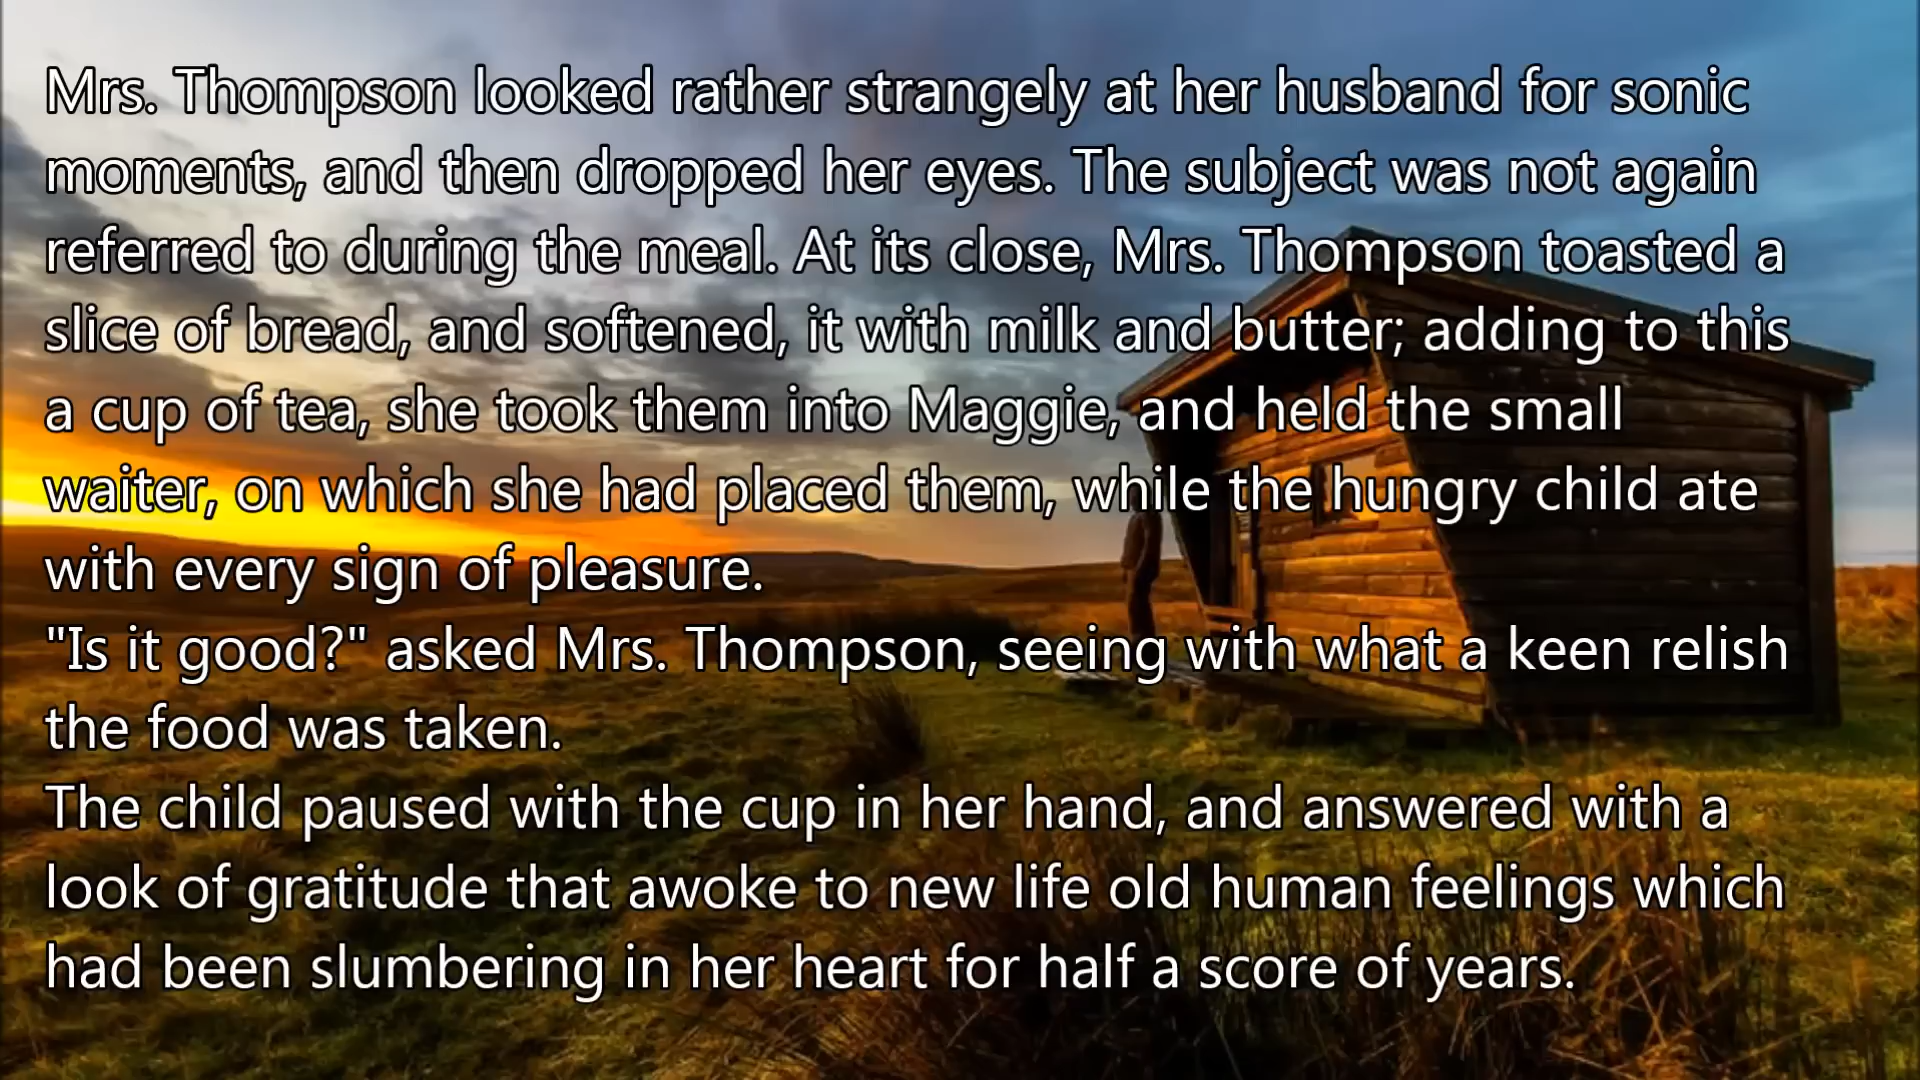 Mrs. Thompson looked rather strangely at her husband for sonic
moments, and then dropped her eyes. The subject was not again
referred to during the meal. At its close, Mrs. Thompson toasted a
slice of bread, and softened, it with milk and butter; adding to this
a cup of tea, she took them into Maggie, and held the small
waiter, on which she had placed them, while the hungry child ate
with every sign of pleasure.
"Is it good?" asked Mrs. Thompson, seeing with what a keen relish
the food was taken.
The child paused with the cup in her hand, and answered with a
look of gratitude that awoke to new life old human feelings which
had been slumbering in her heart for half a score of years.